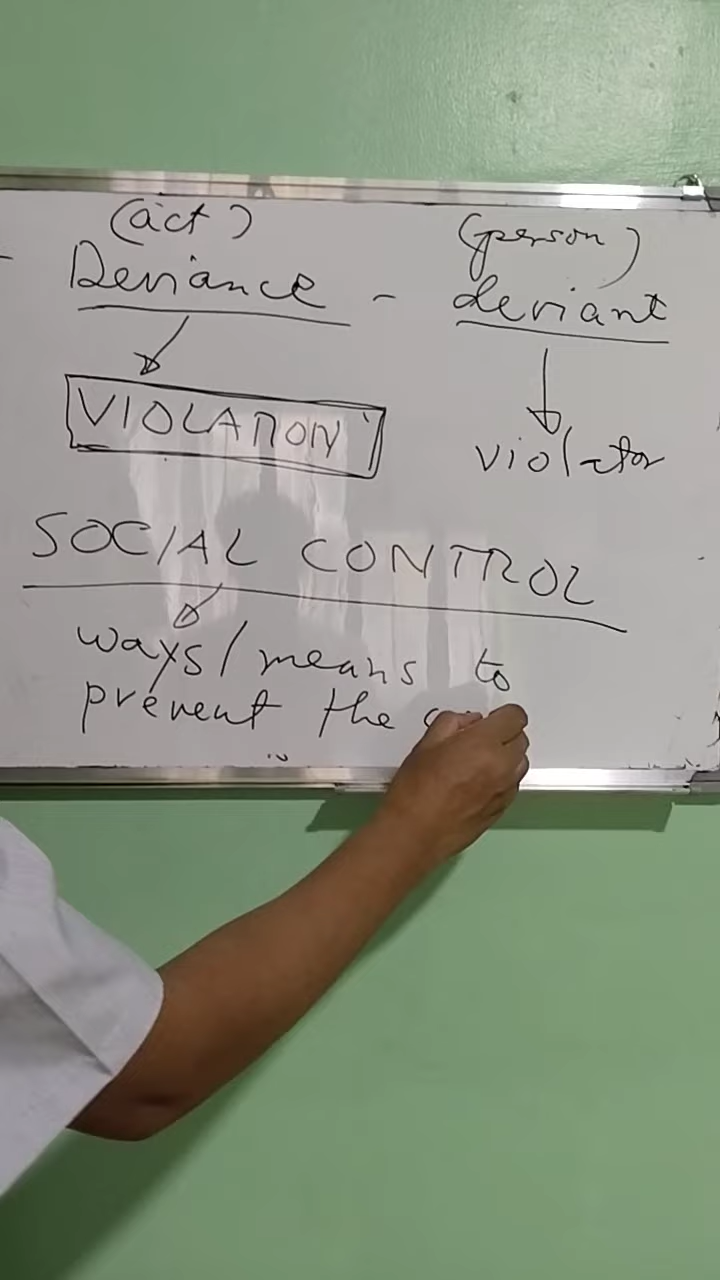 (act) (person)
- Deviance - deviant
VIOLATION violator
SOCIAL CONTROL
ways/means to
prevent the